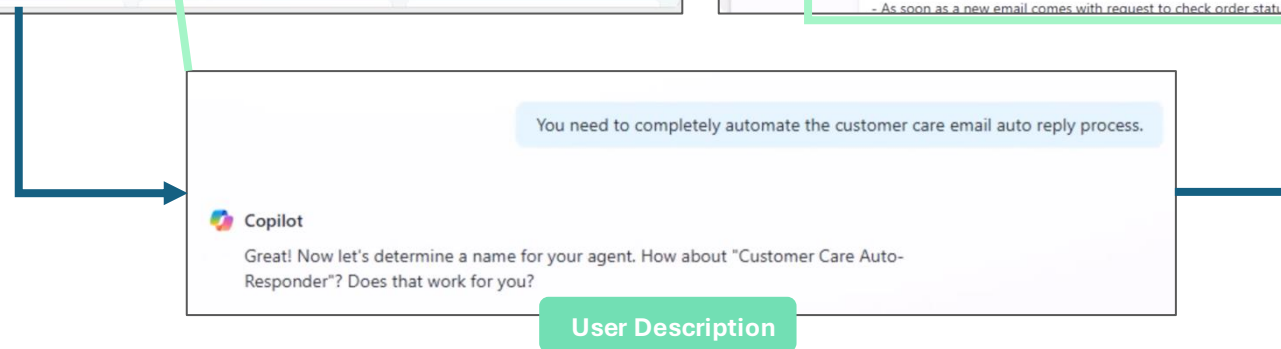 - As soon as a new email comes with request to check order statu
You need to completely automate the customer care email auto reply process.
Copilot
Great! Now let's determine a name for your agent. How about "Customer Care Auto-
Responder"? Does that work for you?
User Description